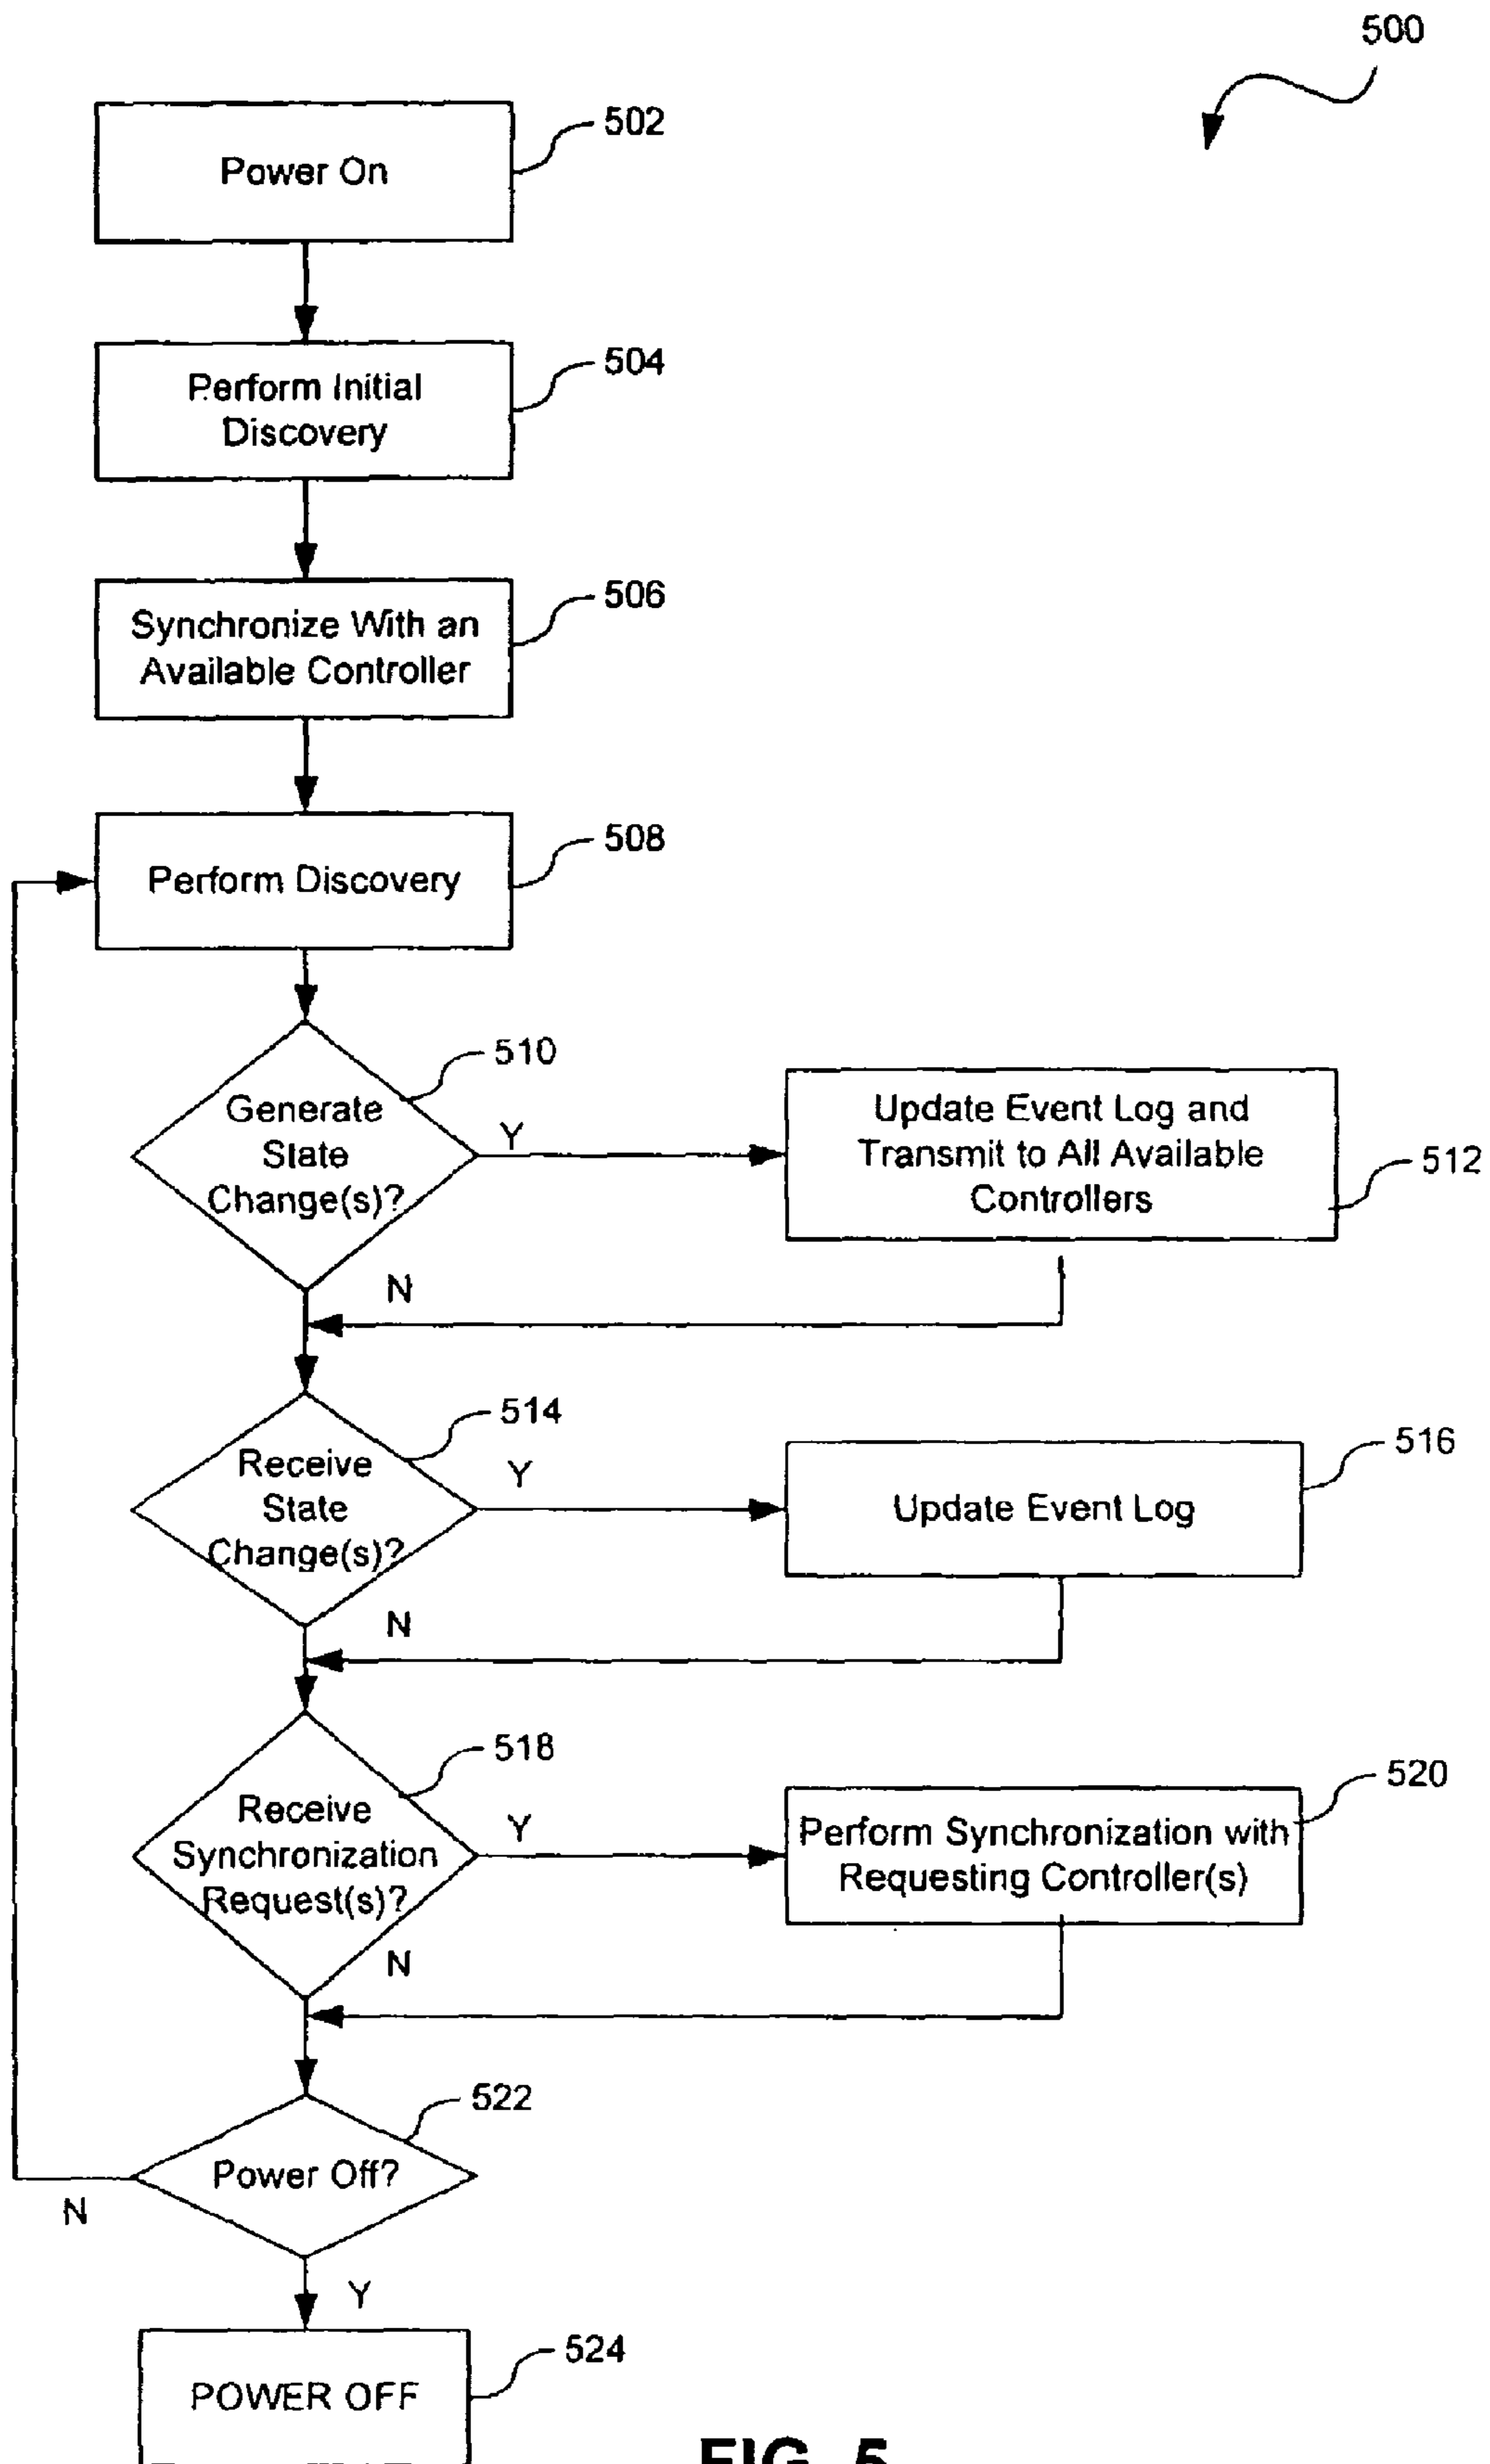 500
502
Power On
504
Perform Initial
Discovery
506
Synchronize With an
Available Controller
508
Perform Discovery
510
Generate
State
Change(s)?
Y
Update Event Log and
Transmit to All Available
Controllers
512
N
514
Receive
State
Change(s)?
Y
516
Update Event Log
N
518
Receive
Synchronization
Request(s)?
Y
520
Perform Synchronization with
Requesting Controller(s)
N
522
Power Off?
N
Y
524
POWER OFF
FIG. 5